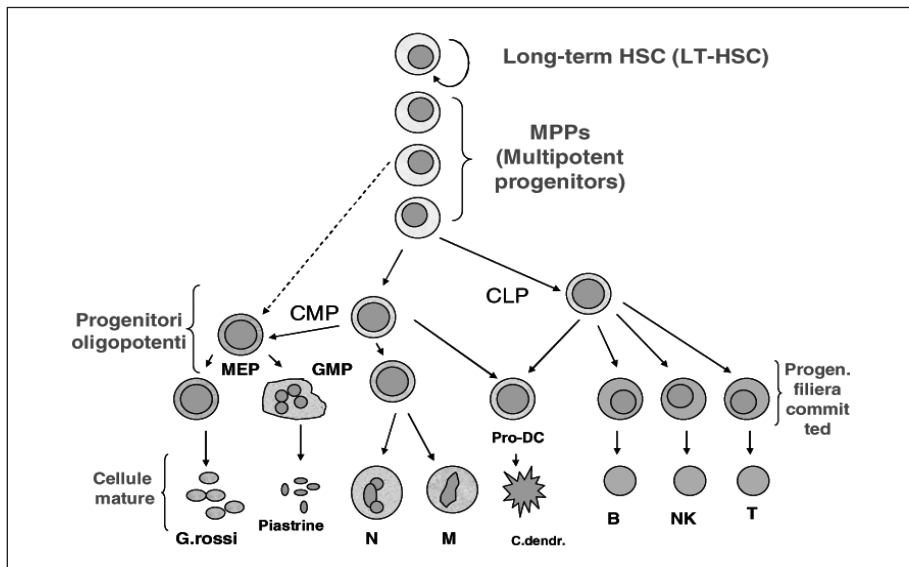 Long-term HSC (LT-HSC)
MPPs
(Multipotent
progenitors)
CLP
CMP
Progenitori
oligopotenti
MEP
GMP
Progen.
filiera
commit
ted
Pro-DC
Cellule
mature
G.rossi
Piastrine
N
M
C.dendr.
B
NK
T